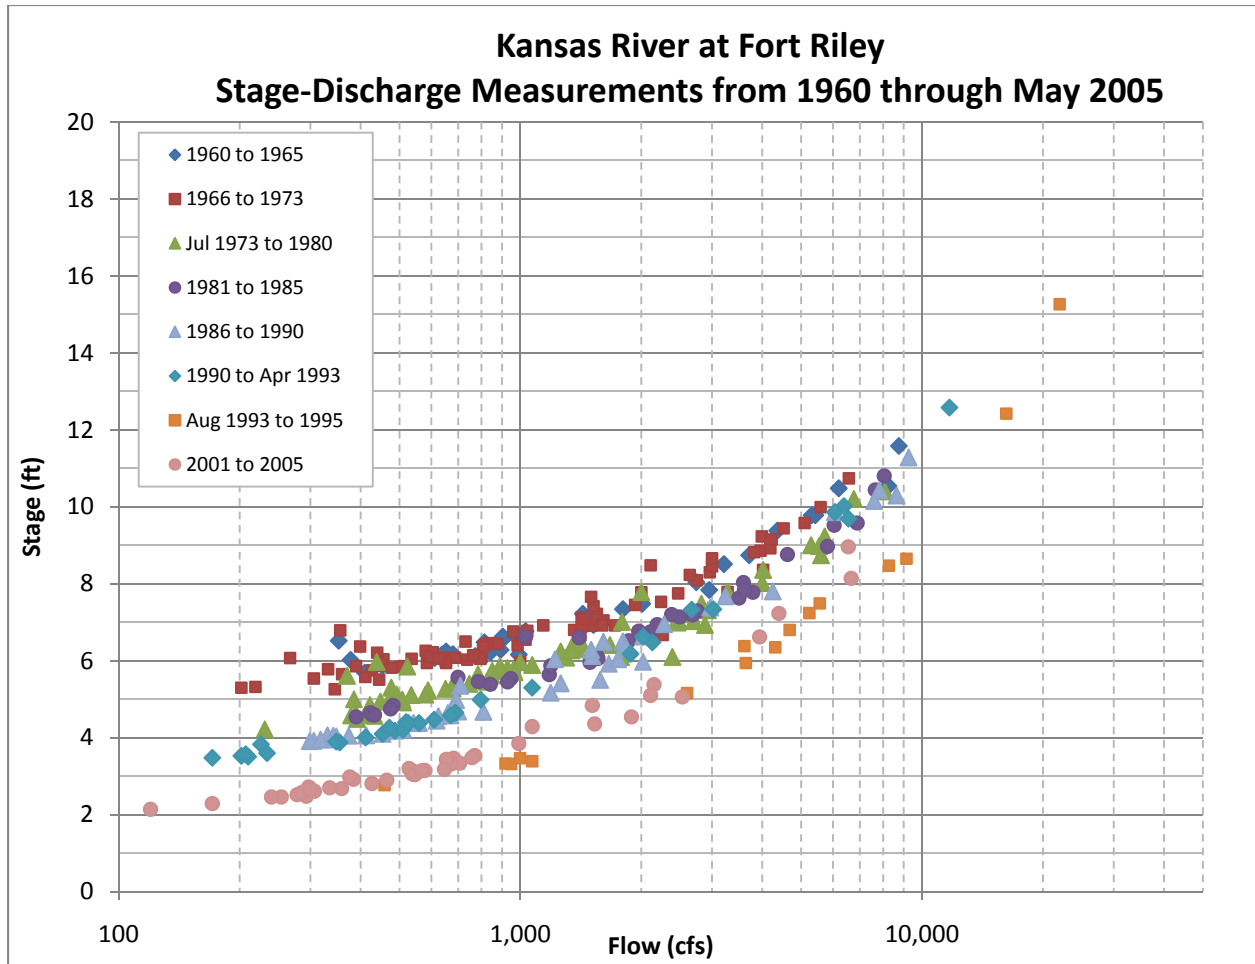 Kansas River at Fort Riley
Stage-Discharge Measurements from 1960 through May 2005
20
18
16
14
12
10
8
6
4
2
0
1960 to 1965
1966 to 1973
Jul 1973 to 1980
1981 to 1985
1986 to 1990
1990 to Apr 1993
Aug 1993 to 1995
2001 to 2005
Stage (ft)
100
1,000
10,000
Flow (cfs)